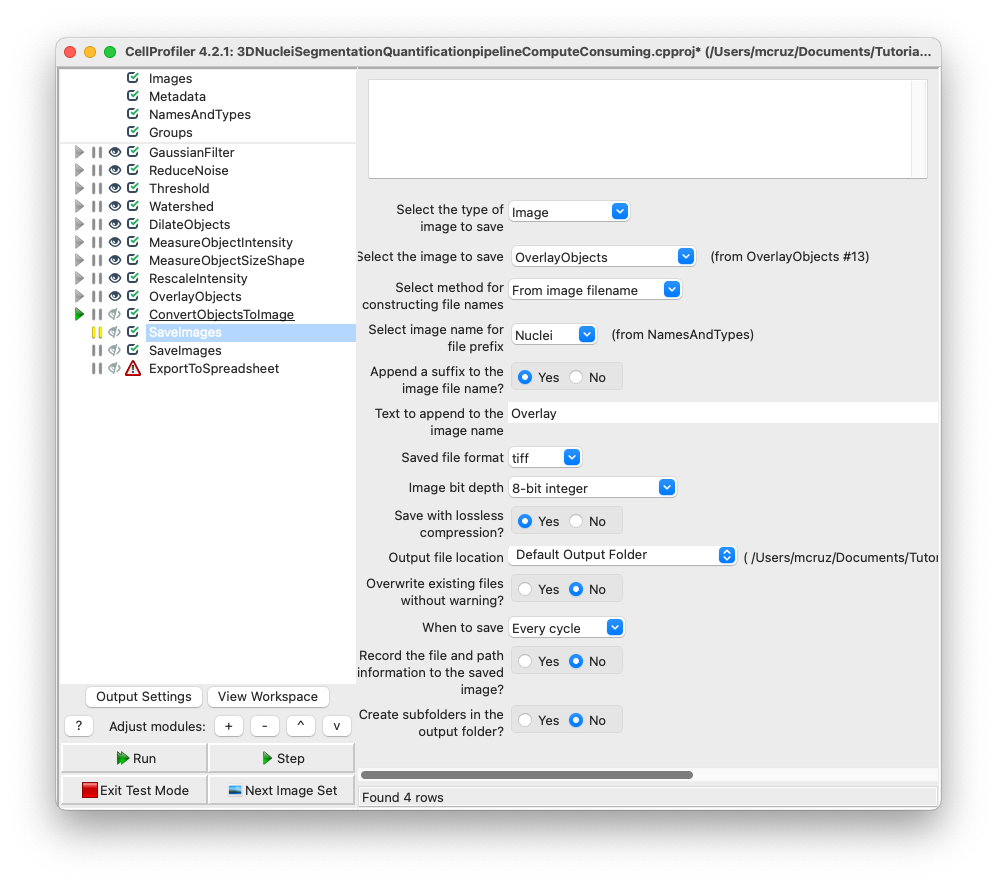 CellProfiler 4.2.1: 3DNucleiSegmentationQuantificationpipelineComputeConsuming.cpproj* (/Users/mcruz/Documents/Tutoria...
Images
Metadata
NamesAndTypes
Groups
GaussianFilter
ReduceNoise
Threshold
Watershed
DilateObjects
MeasureObjectIntensity
MeasureObjectSizeShape
RescaleIntensity
OverlayObjects
ConvertObjectsToImage
SaveImages
SaveImages
ExportToSpreadsheet
Output Settings View Workspace
? Adjust modules: + - ^ v
Run Step
Exit Test Mode Next Image Set
Select the type of
image to save
Image
Select the image to save OverlayObjects (from OverlayObjects #13)
Select method for
constructing file names
From image filename
Select image name for
file prefix
Nuclei (from NamesAndTypes)
Append a suffix to the
image file name?
Yes No
Text to append to the
image name
Overlay
Saved file format tiff
Image bit depth 8-bit integer
Save with lossless
compression?
Yes No
Output file location Default Output Folder ( /Users/mcruz/Documents/Tutor
Overwrite existing files
without warning?
Yes No
When to save Every cycle
Record the file and path
information to the saved
image?
Yes No
Create subfolders in the
output folder?
Yes No
Found 4 rows